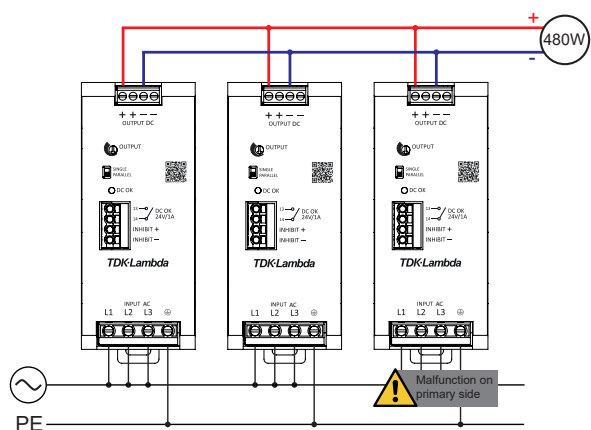 +
480W
-
+ + − −
OUTPUT DC
OUTPUT
SINGLE
PARALLEL
DC OK
13
14
DC OK
24V/1A
INHIBIT +
INHIBIT −
TDK·Lambda
INPUT AC
L1 L2 L3
+ + − −
OUTPUT DC
OUTPUT
SINGLE
PARALLEL
DC OK
13
14
DC OK
24V/1A
INHIBIT +
INHIBIT −
TDK·Lambda
INPUT AC
L1 L2 L3
+ + − −
OUTPUT DC
OUTPUT
SINGLE
PARALLEL
DC OK
13
14
DC OK
24V/1A
INHIBIT +
INHIBIT −
TDK·Lambda
INPUT AC
L1 L2 L3
Malfunction on
primary side
PE